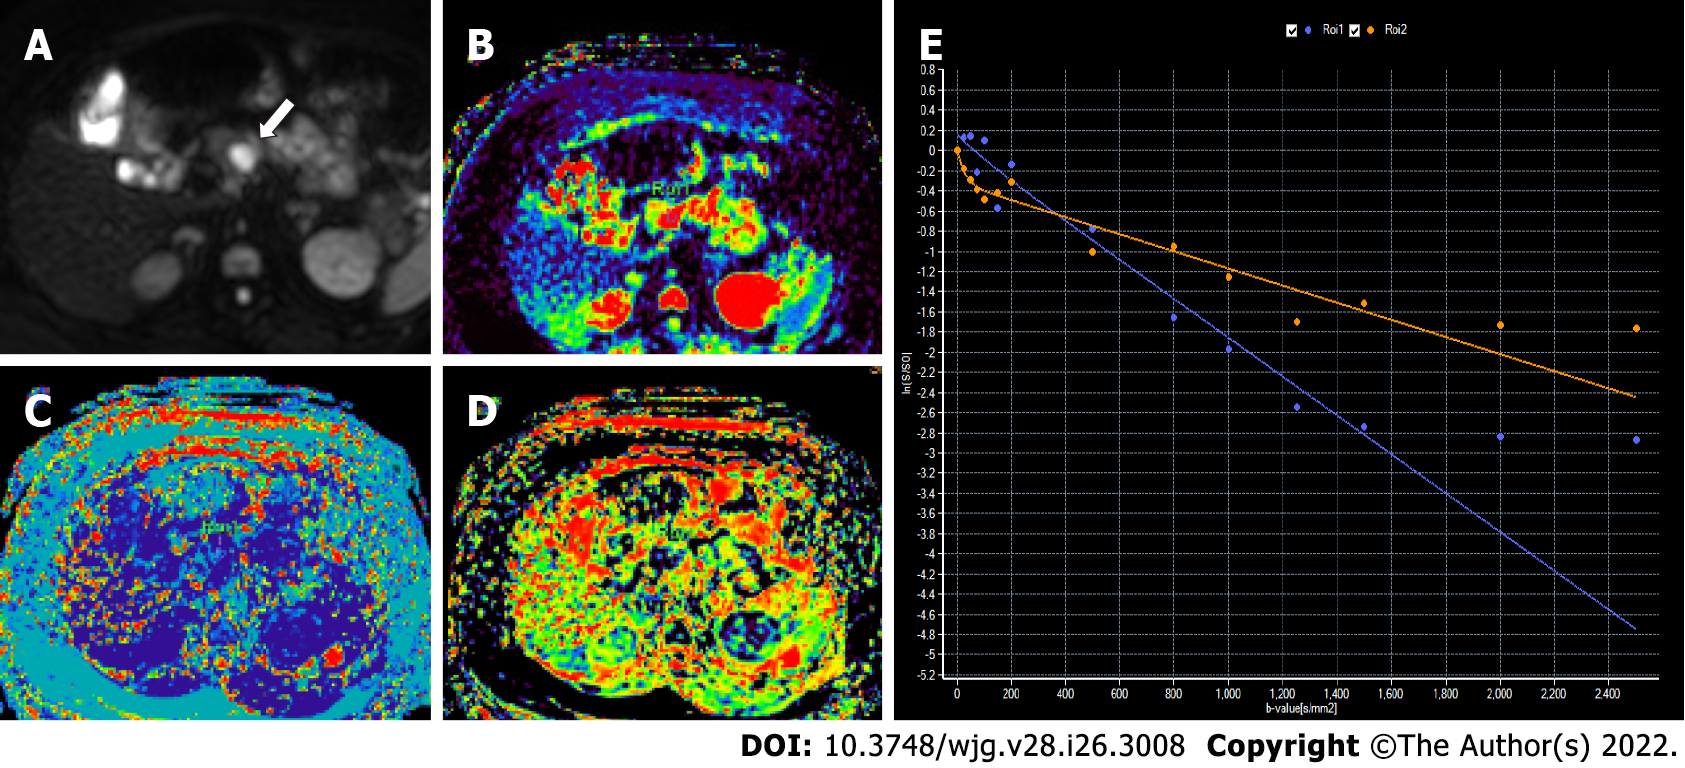 A
B
C
D
E
Roi1
Roi2
ln[S/S0]
0.8
0.6
0.4
0.2
0
-0.2
-0.4
-0.6
-0.8
-1
-1.2
-1.4
-1.6
-1.8
-2
-2.2
-2.4
-2.6
-2.8
-3
-3.2
-3.4
-3.6
-3.8
-4
-4.2
-4.4
-4.6
-4.8
-5
-5.2
0 200 400 600 800 1,000 1,200 1,400 1,600 1,800 2,000 2,200 2,400
b-value[s/mm2]
DOI: 10.3748/wjg.v28.i26.3008 Copyright ©The Author(s) 2022.